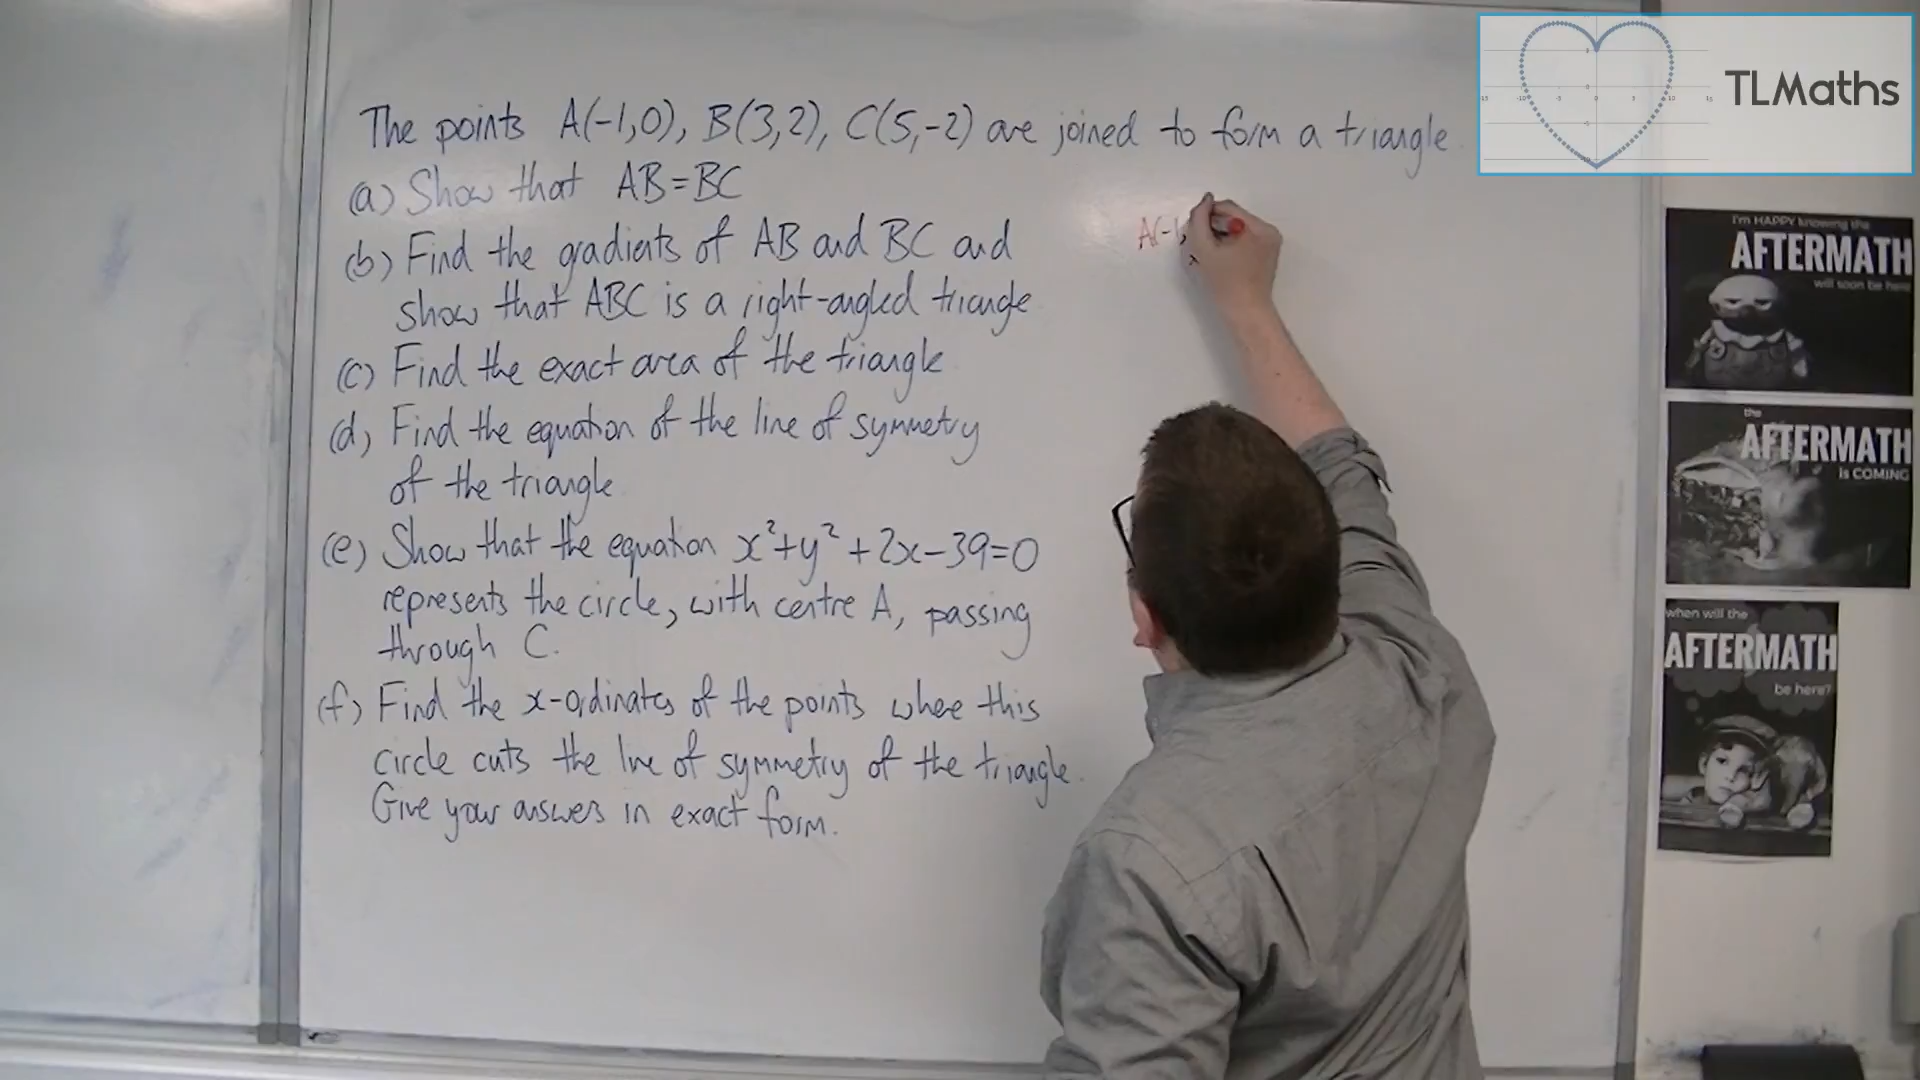 The points A(-1,0), B(3,2), C(5,-2) are joined to form a triangle.
(a) Show that AB=BC
(b) Find the gradients of AB and BC and
show that ABC is a right-angled triangle
(c) Find the exact area of the triangle
(d) Find the equation of the line of symmetry
of the triangle
(e) Show that the equation x²+y²+2x-39=0
represents the circle, with centre A, passing
through C.
(f) Find the x-ordinates of the points where this
circle cuts the line of symmetry of the triangle.
Give your answer in exact form.
A(-1,
TLMaths
I'm HAPPY knowing the
AFTERMATH
will soon be here
the
AFTERMATH
is COMING
when will the
AFTERMATH
be here?